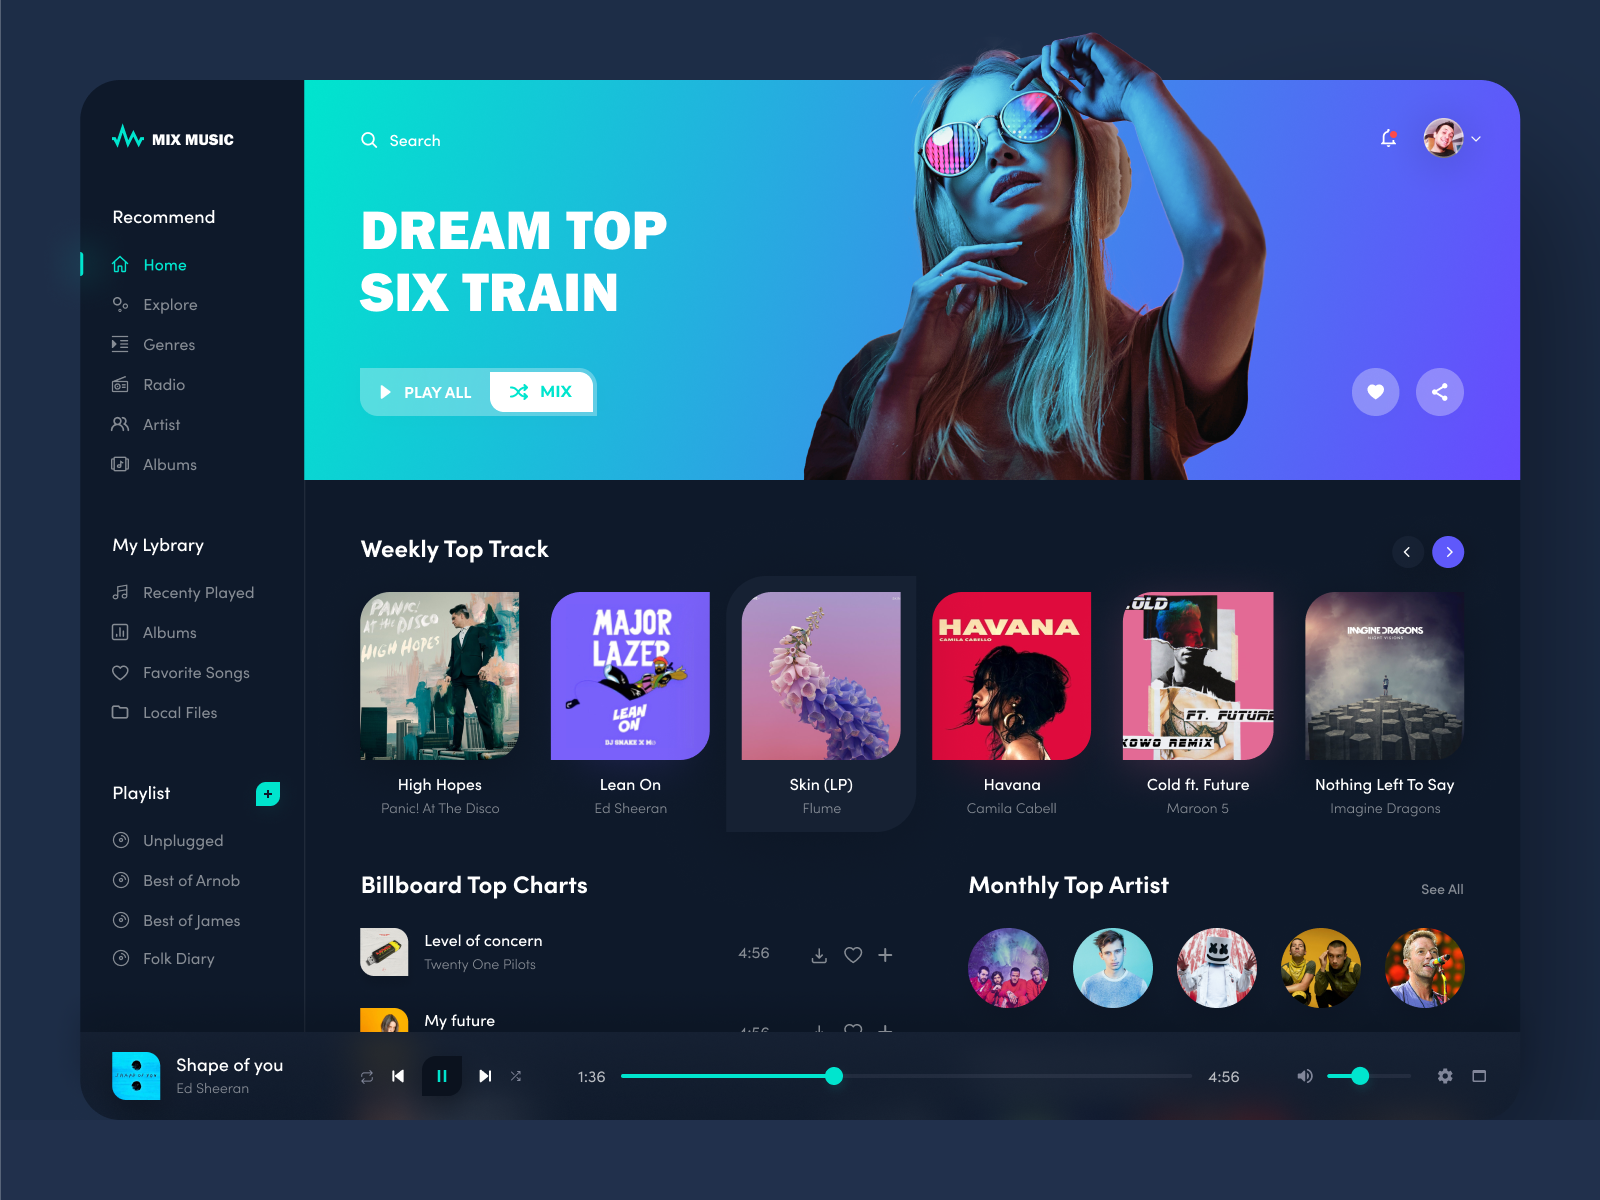 MIX MUSIC
Search
Recommend
Home
Explore
Genres
Radio
Artist
Albums
My Lybrary
Recenty Played
Albums
Favorite Songs
Local Files
Playlist
Unplugged
Best of Arnob
Best of James
Folk Diary
DREAM TOP
SIX TRAIN
PLAY ALL
MIX
Weekly Top Track
PANIC!
AT THE DISCO
HIGH HOPES
High Hopes
Panic! At The Disco
MAJOR
LAZER
LEAN
ON
DJ SNAKE X MØ
Lean On
Ed Sheeran
Skin (LP)
Flume
HAVANA
CAMILA CABELLO
Havana
Camila Cabell
.OLD
FT. FUTURE
KOWO REMIX
Cold ft. Future
Maroon 5
IMAGINE DRAGONS
NIGHT VISIONS
Nothing Left To Say
Imagine Dragons
Billboard Top Charts
Level of concern
Twenty One Pilots
4:56
My future
4:56
Monthly Top Artist
See All
SHAPE OF YOU
Shape of you
Ed Sheeran
1:36
4:56